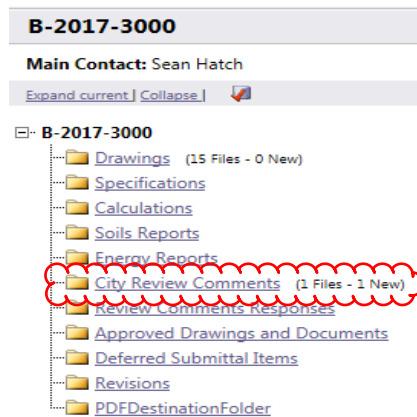 B-2017-3000
Main Contact: Sean Hatch
Expand current | Collapse |
B-2017-3000
Drawings (15 Files - 0 New)
Specifications
Calculations
Soils Reports
Energy Reports
City Review Comments (1 Files - 1 New)
Review Comments Responses
Approved Drawings and Documents
Deferred Submittal Items
Revisions
PDFDestinationFolder